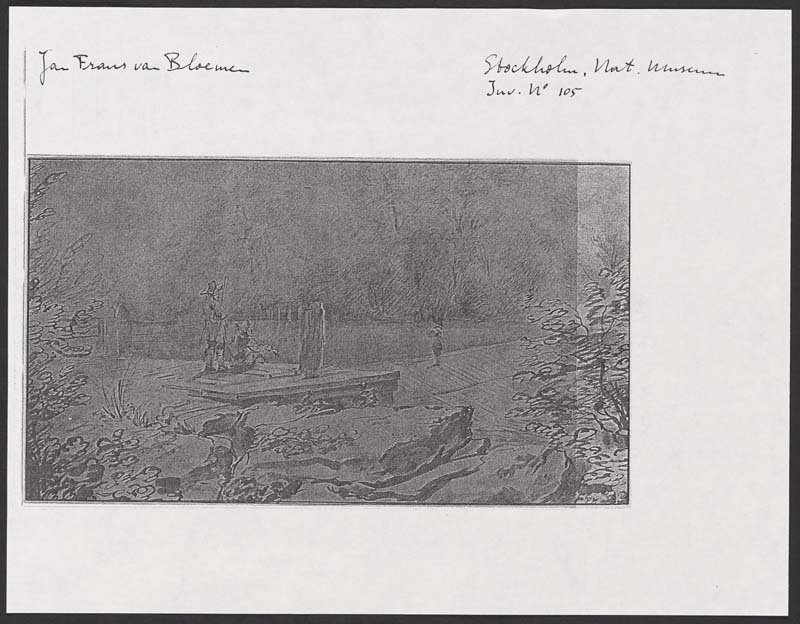 Jan Frans van Bloemen
Stockholm, Nat. Museum
Inv. Nº 105